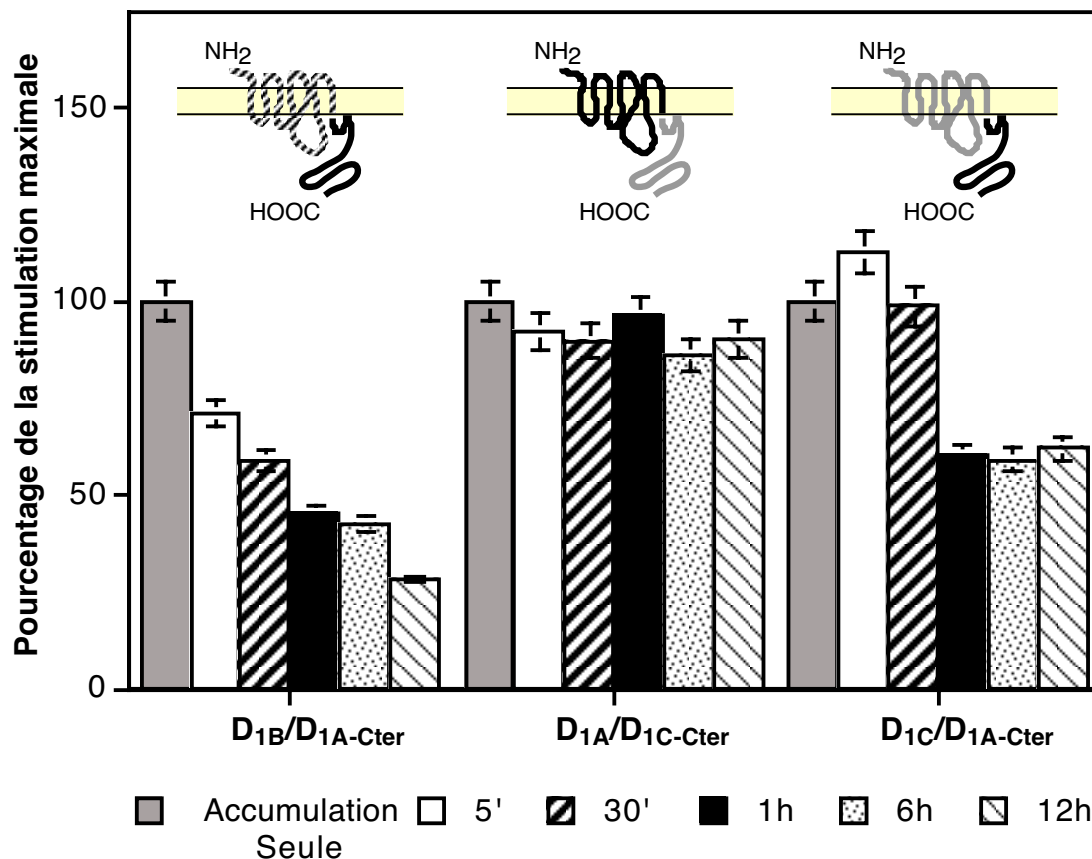 Pourcentage de la stimulation maximale
150
100
50
0
NH2
HOOC
NH2
HOOC
NH2
HOOC
D1B/D1A-Cter
D1A/D1C-Cter
D1C/D1A-Cter
Accumulation Seule
5'
30'
1h
6h
12h